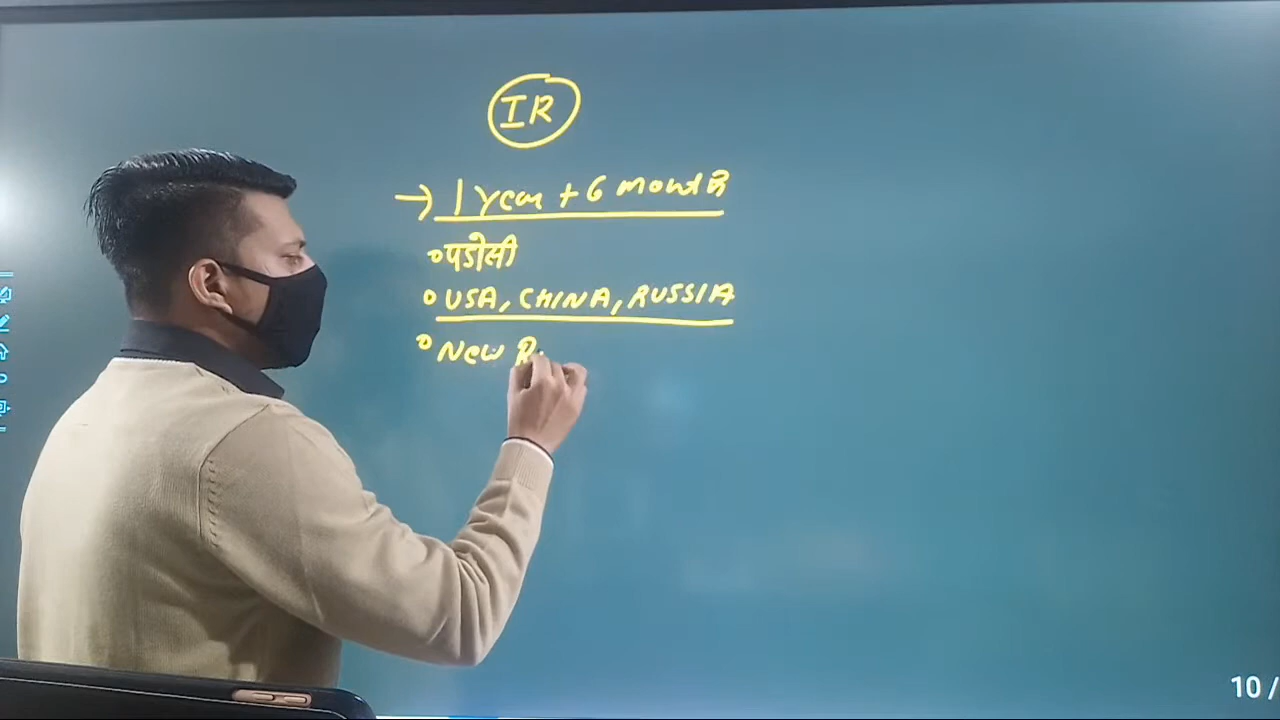 IR
→ 1 year + 6 month
पडोसी
USA, CHINA, RUSSIA
New R
10 /